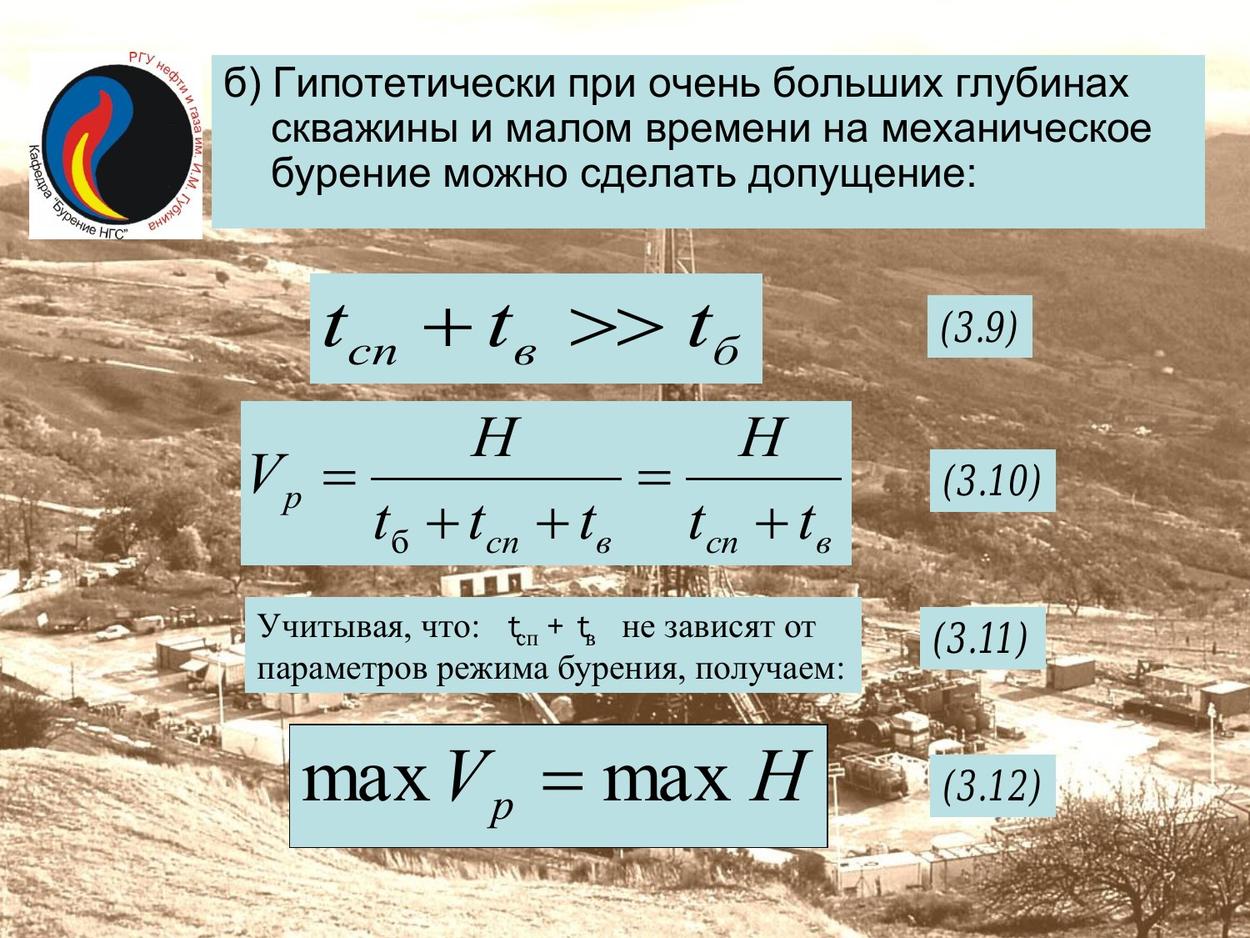 РГУ нефти и газа им. И.М. Губкина
Кафедра "Бурение НГС"
б) Гипотетически при очень больших глубинах
скважины и малом времени на механическое
бурение можно сделать допущение:
t_сп + t_в >> t_б (3.9)
V_р = H / (t_б + t_сп + t_в) = H / (t_сп + t_в) (3.10)
Учитывая, что: t_сп + t_в не зависят от (3.11)
параметров режима бурения, получаем:
max V_p = max H (3.12)